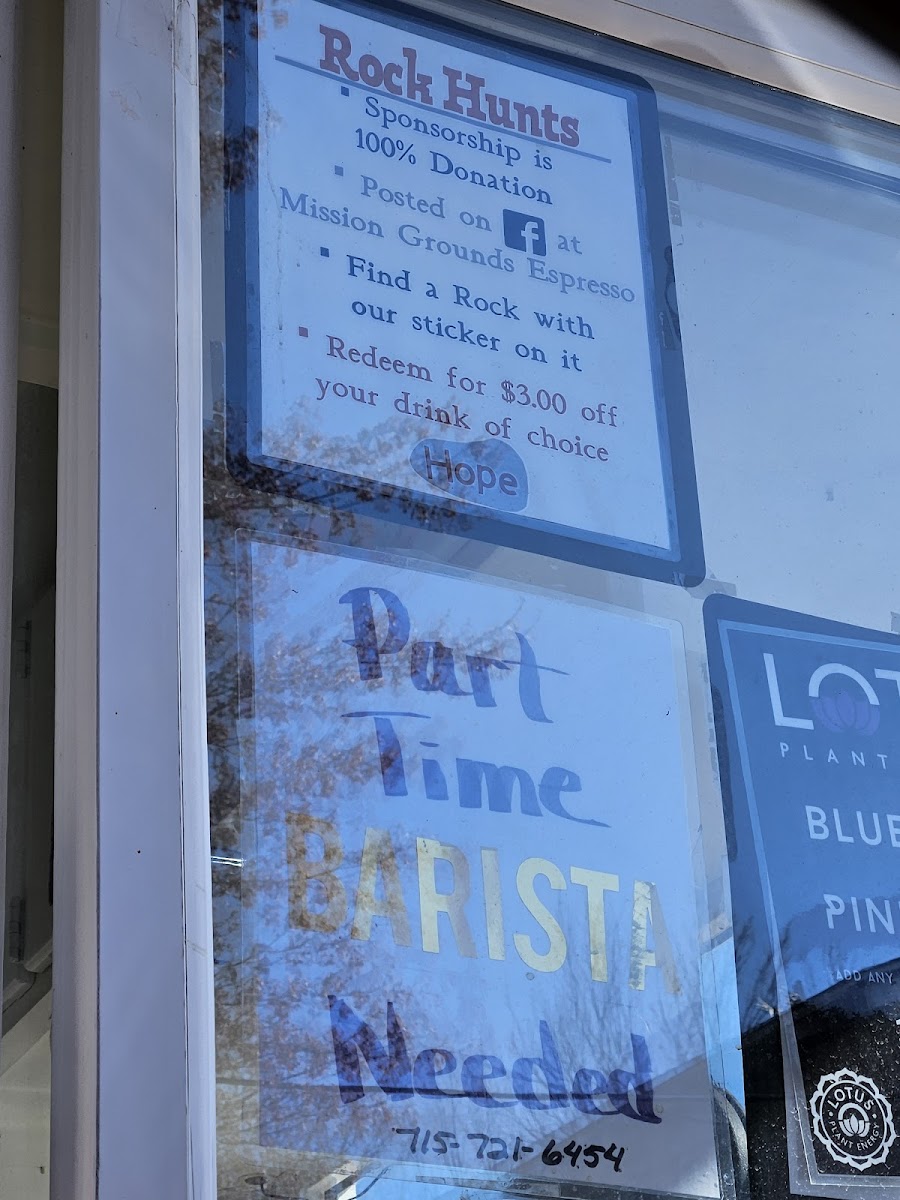 Rock Hunts
▪ Sponsorship is
100% Donation
▪ Posted on f at
Mission Grounds Espresso
▪ Find a Rock with
our sticker on it
▪ Redeem for $3.00 off
your drink of choice
Hope
Part
Time
BARISTA
Needed
715-721-6454
PLANT
BLUE
ADD ANY
LOTUS
PLANT ENERGY